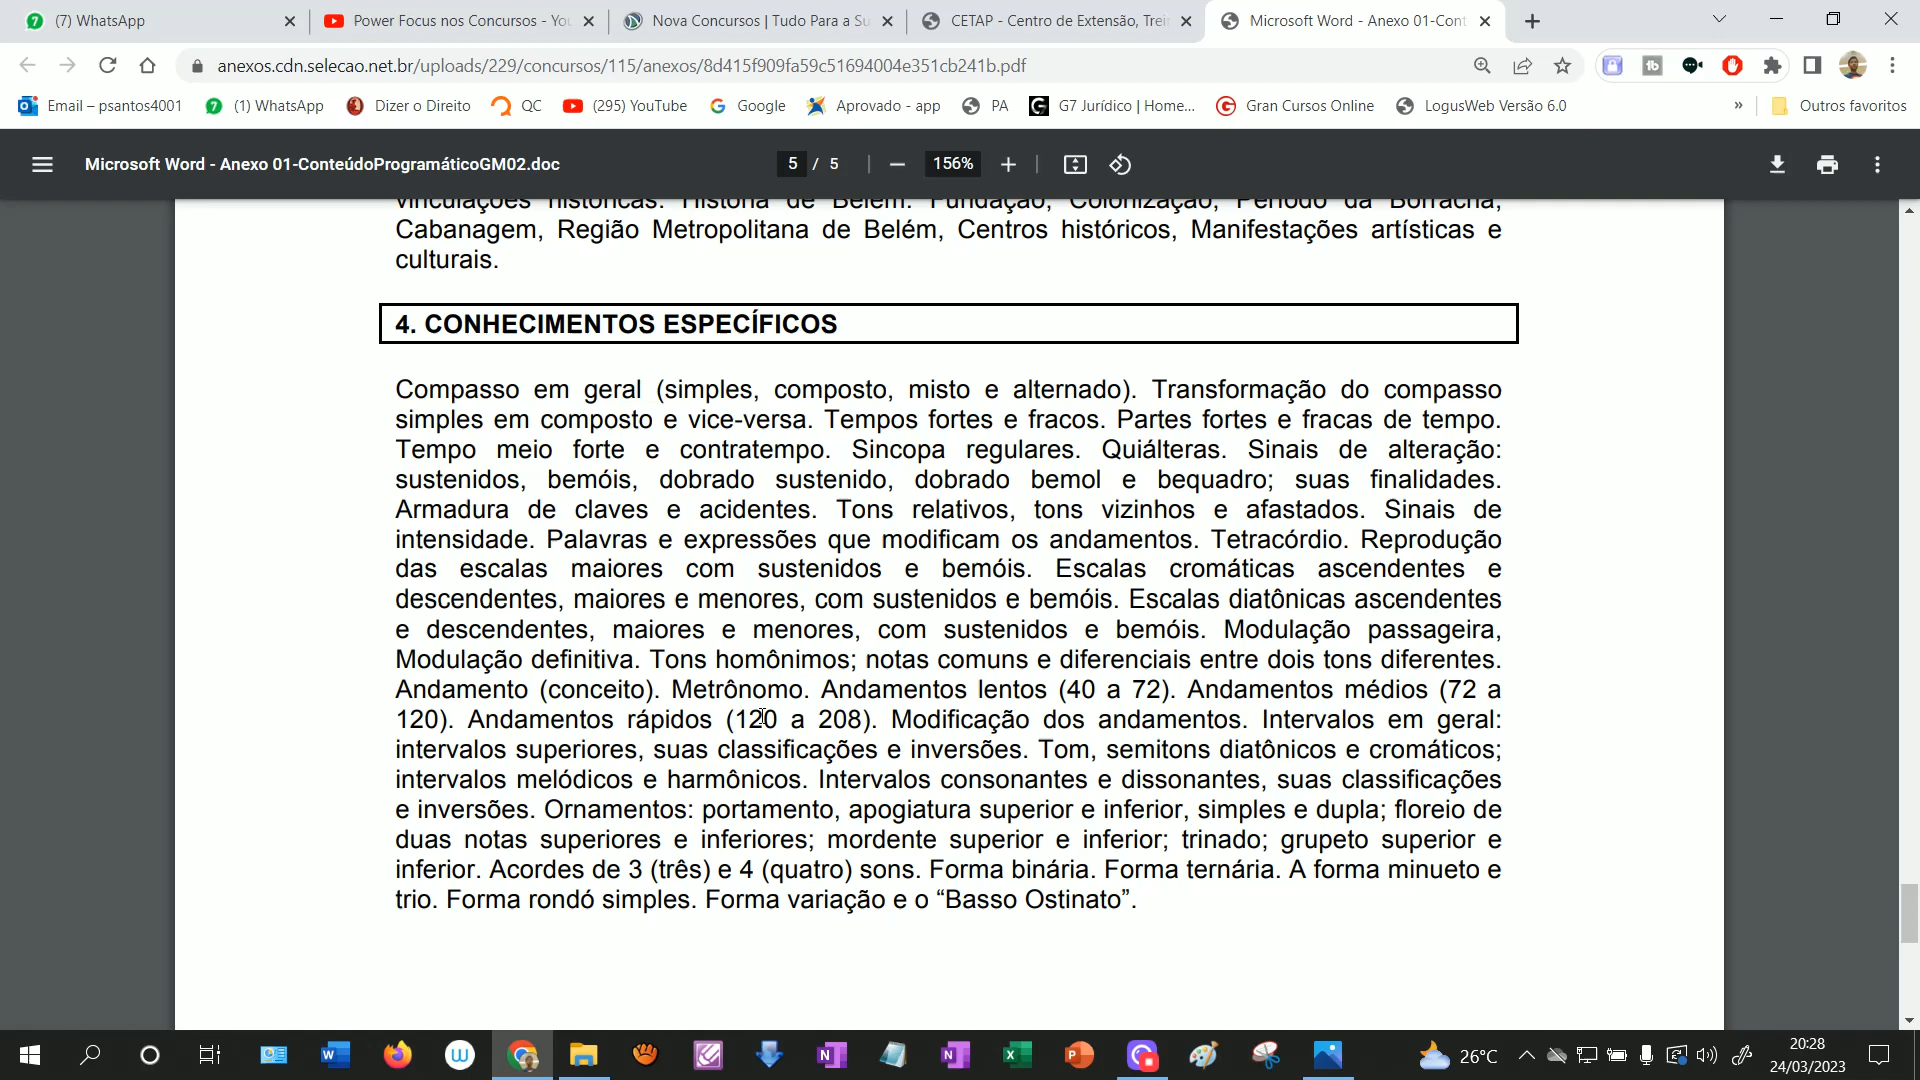 (7) WhatsApp
Power Focus nos Concursos - You
Nova Concursos | Tudo Para a Su
CETAP - Centro de Extensão, Trei
Microsoft Word - Anexo 01-Cont
anexos.cdn.selecao.net.br/uploads/229/concursos/115/anexos/8d415f909fa59c51694004e351cb241b.pdf
Email – psantos4001
(1) WhatsApp
Dizer o Direito
QC
(295) YouTube
Google
Aprovado - app
PA
G7 Jurídico | Home...
Gran Cursos Online
LogusWeb Versão 6.0
»
Outros favoritos
Microsoft Word - Anexo 01-ConteúdoProgramáticoGM02.doc
5 / 5
156%
vinculações históricas. História de Belém: Fundação, Colonização, Período da Borracha,
Cabanagem, Região Metropolitana de Belém, Centros históricos, Manifestações artísticas e
culturais.
4. CONHECIMENTOS ESPECÍFICOS
Compasso em geral (simples, composto, misto e alternado). Transformação do compasso
simples em composto e vice-versa. Tempos fortes e fracos. Partes fortes e fracas de tempo.
Tempo meio forte e contratempo. Sincopa regulares. Quiálteras. Sinais de alteração:
sustenidos, bemóis, dobrado sustenido, dobrado bemol e bequadro; suas finalidades.
Armadura de claves e acidentes. Tons relativos, tons vizinhos e afastados. Sinais de
intensidade. Palavras e expressões que modificam os andamentos. Tetracórdio. Reprodução
das escalas maiores com sustenidos e bemóis. Escalas cromáticas ascendentes e
descendentes, maiores e menores, com sustenidos e bemóis. Escalas diatônicas ascendentes
e descendentes, maiores e menores, com sustenidos e bemóis. Modulação passageira,
Modulação definitiva. Tons homônimos; notas comuns e diferenciais entre dois tons diferentes.
Andamento (conceito). Metrônomo. Andamentos lentos (40 a 72). Andamentos médios (72 a
120). Andamentos rápidos (120 a 208). Modificação dos andamentos. Intervalos em geral:
intervalos superiores, suas classificações e inversões. Tom, semitons diatônicos e cromáticos;
intervalos melódicos e harmônicos. Intervalos consonantes e dissonantes, suas classificações
e inversões. Ornamentos: portamento, apogiatura superior e inferior, simples e dupla; floreio de
duas notas superiores e inferiores; mordente superior e inferior; trinado; grupeto superior e
inferior. Acordes de 3 (três) e 4 (quatro) sons. Forma binária. Forma ternária. A forma minueto e
trio. Forma rondó simples. Forma variação e o “Basso Ostinato”.
26°C
20:28
24/03/2023